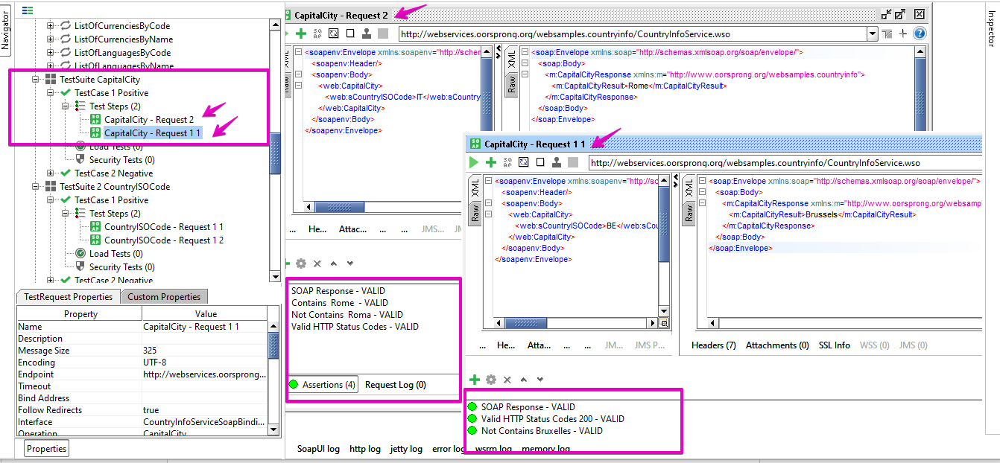 Navigator
ListOfCurrenciesByCode
ListOfCurrenciesByName
ListOfLanguagesByCode
ListOfLanguagesByName
TestSuite CapitalCity
TestCase 1 Positive
Test Steps (2)
CapitalCity - Request 2
CapitalCity - Request 1 1
Load Tests (0)
Security Tests (0)
TestCase 2 Negative
TestSuite 2 CountryISOCode
TestCase 1 Positive
Test Steps (2)
CountryISOCode - Request 1 1
CountryISOCode - Request 1 2
Load Tests (0)
Security Tests (0)
TestCase 2 Negative
TestRequest Properties Custom Properties
Property Value
Name CapitalCity - Request 1 1
Description
Message Size 325
Encoding UTF-8
Endpoint http://webservices.oorsprong...
Timeout
Bind Address
Follow Redirects true
Interface CountryInfoServiceSoapBindi...
Operation CapitalCity
Properties
CapitalCity - Request 2
http://webservices.oorsprong.org/websamples.countryinfo/CountryInfoService.wso
XML
Raw
<soapenv:Envelope xmlns:soapenv="http://schem
<soapenv:Header/>
<soapenv:Body>
<web:CapitalCity>
<web:sCountryISOCode>IT</web:sCountry
</web:CapitalCity>
</soapenv:Body>
</soapenv:Envelope>
XML
Raw
<soap:Envelope xmlns:soap="http://schemas.xmlsoap.org/soap/envelope/">
<soap:Body>
<m:CapitalCityResponse xmlns:m="http://www.oorsprong.org/websamples.countryinfo">
<m:CapitalCityResult>Rome</m:CapitalCityResult>
</m:CapitalCityResponse>
</soap:Body>
</soap:Envelope>
... He... Attac... ... ... JMS...
SOAP Response - VALID
Contains Rome - VALID
Not Contains Roma - VALID
Valid HTTP Status Codes - VALID
Assertions (4) Request Log (0)
CapitalCity - Request 1 1
http://webservices.oorsprong.org/websamples.countryinfo/CountryInfoService.wso
XML
Raw
<soapenv:Envelope xmlns:soapenv="http://sc
<soapenv:Header/>
<soapenv:Body>
<web:CapitalCity>
<web:sCountryISOCode>BE</web:sCou
</web:CapitalCity>
</soapenv:Body>
</soapenv:Envelope>
XML
Raw
<soap:Envelope xmlns:soap="http://schemas.xmlsoap.org/soap/envelope/">
<soap:Body>
<m:CapitalCityResponse xmlns:m="http://www.oorsprong.org/websamp
<m:CapitalCityResult>Brussels</m:CapitalCityResult>
</m:CapitalCityResponse>
</soap:Body>
</soap:Envelope>
... He... Atta... ... ... JM... JMS P...
Headers (7) Attachments (0) SSL Info WSS (0) JMS (0)
SOAP Response - VALID
Valid HTTP Status Codes 200 - VALID
Not Contains Bruxelles - VALID
SoapUI log http log jetty log error log wsrm log memory log
Inspector